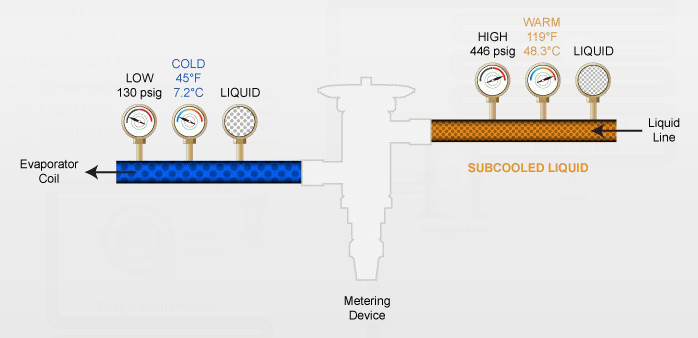 LOW
130 psig
COLD
45°F
7.2°C
LIQUID
HIGH
446 psig
WARM
119°F
48.3°C
LIQUID
Liquid
Line
Evaporator
Coil
SUBCOOLED LIQUID
Metering
Device